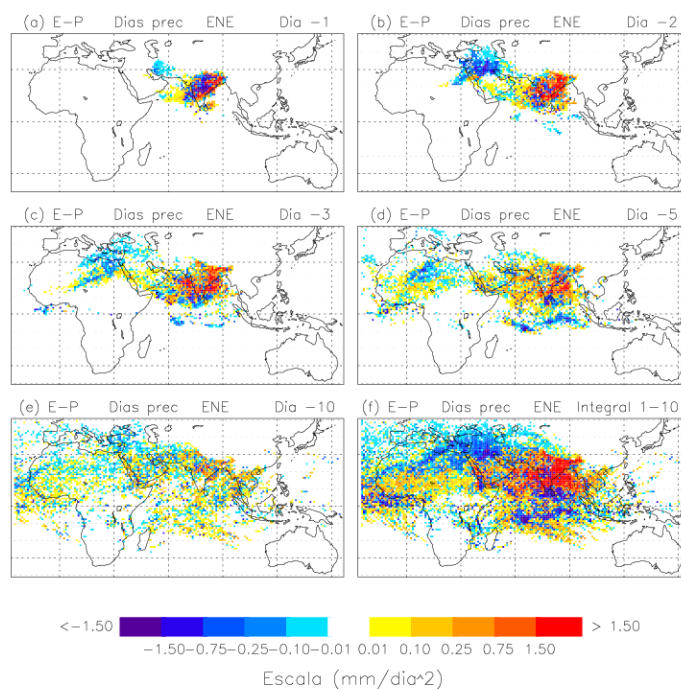 (a) E-P Dias prec ENE Dia -1
(b) E-P Dias prec ENE Dia -2
(c) E-P Dias prec ENE Dia -3
(d) E-P Dias prec ENE Dia -5
(e) E-P Dias prec ENE Dia -10
(f) E-P Dias prec ENE Integral 1-10
<-1.50 > 1.50
-1.50-0.75-0.25-0.10-0.01 0.01 0.10 0.25 0.75 1.50
Escala (mm/dia^2)